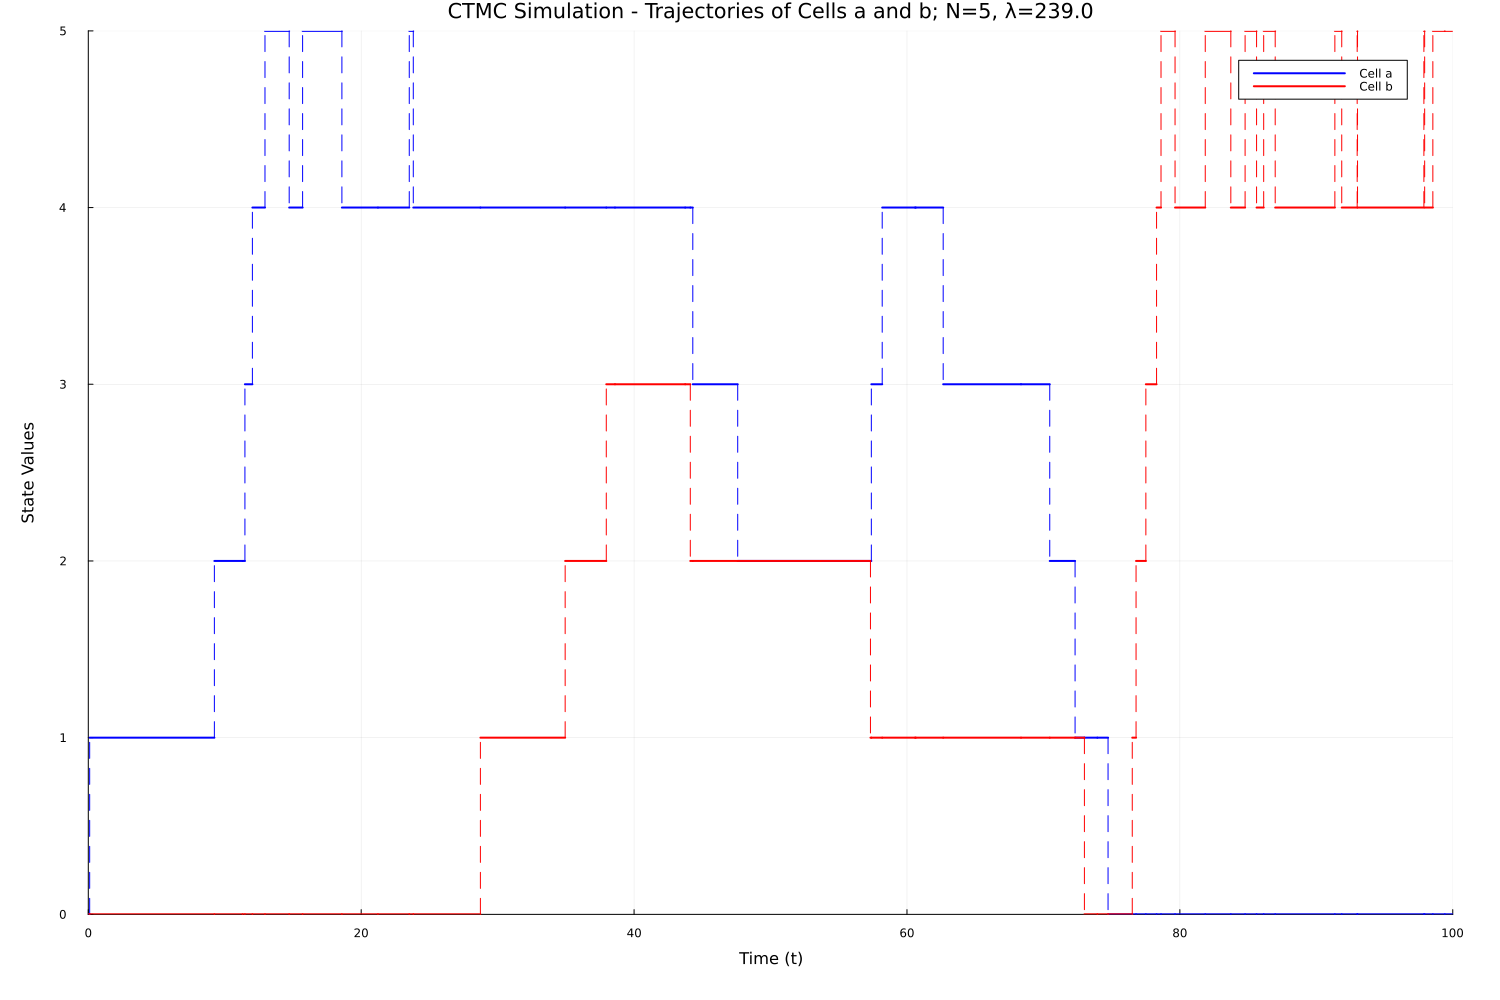 CTMC Simulation - Trajectories of Cells a and b; N=5, λ=239.0
5
Cell a
Cell b
4
3
State Values
2
1
0
0 20 40 60 80 100
Time (t)